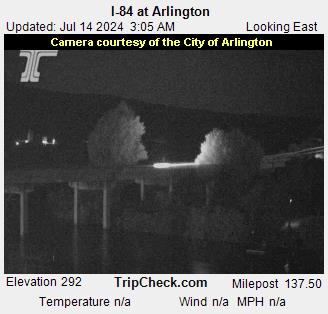 I-84 at Arlington
Updated: Jul 14 2024 3:05 AM Looking East
Camera courtesy of the City of Arlington
Elevation 292 TripCheck.com Milepost 137.50
Temperature n/a Wind n/a MPH n/a